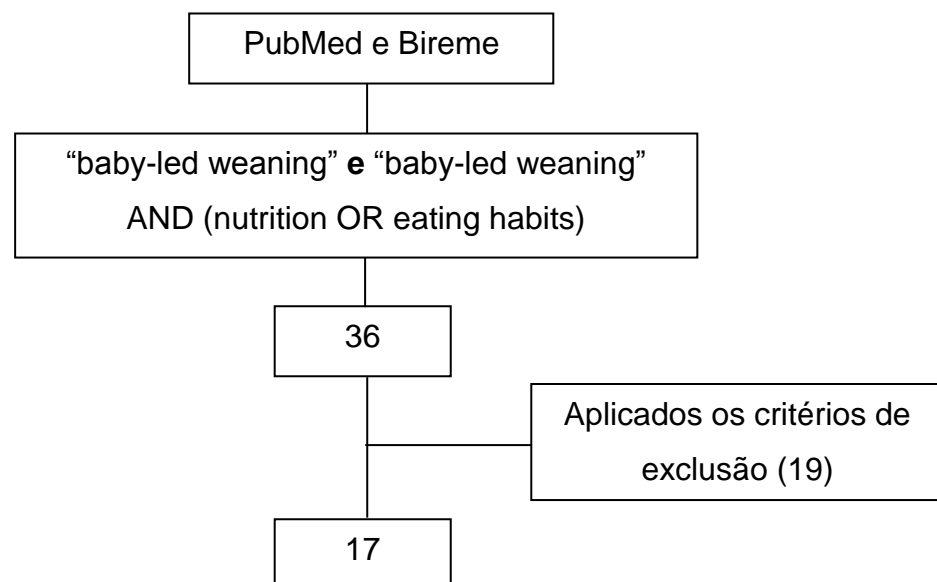 PubMed e Bireme
“baby-led weaning” e “baby-led weaning”
AND (nutrition OR eating habits)
36
Aplicados os critérios de
exclusão (19)
17